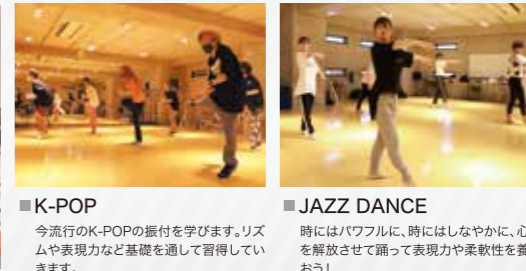 ■K-POP
今流行のK-POPの振付を学びます。リズ
ムや表現力など基礎を通して習得してい
きます。
■JAZZ DANCE
時にはパワフルに、時にはしなやかに、心
を解放させて踊って表現力や柔軟性を養
おう!